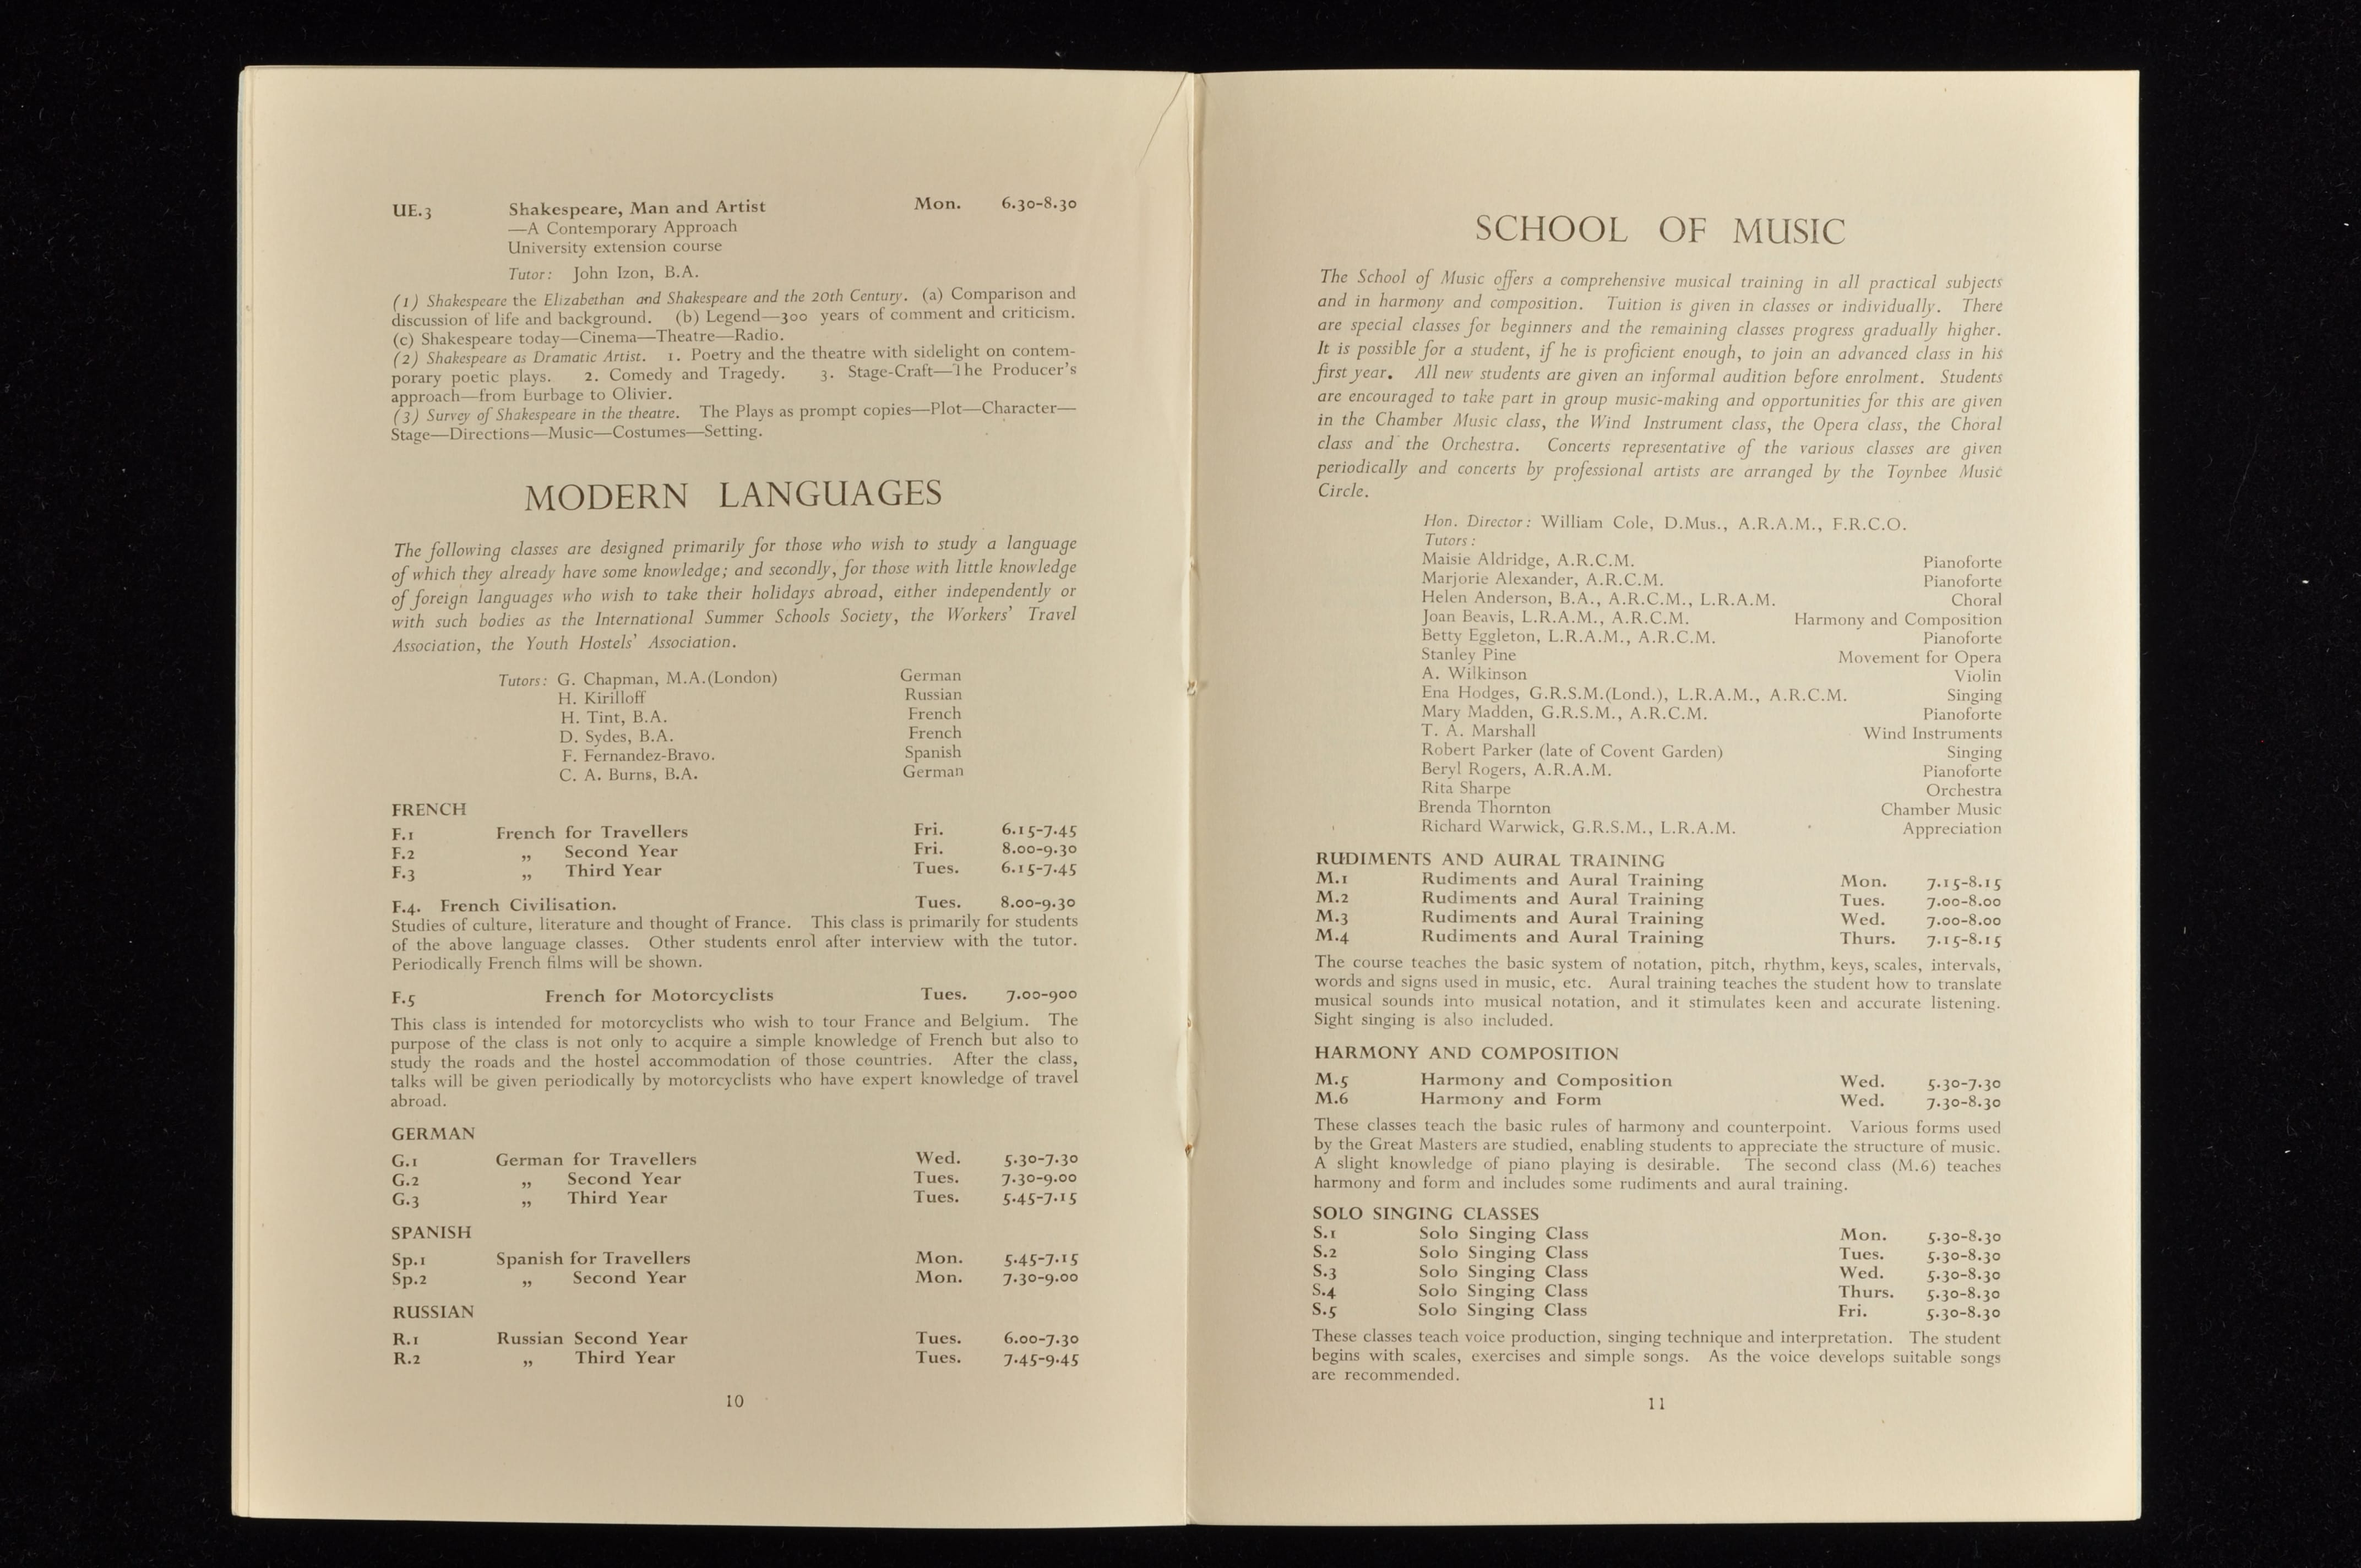 UE.3 Shakespeare, Man and Artist Mon. 6.30-8.30
—A Contemporary Approach
University extension course
Tutor: John Izon, B.A.
(1) Shakespeare the Elizabethan and Shakespeare and the 20th Century. (a) Comparison and
discussion of life and background. (b) Legend—300 years of comment and criticism.
(c) Shakespeare today—Cinema—Theatre—Radio.
(2) Shakespeare as Dramatic Artist. 1. Poetry and the theatre with sidelight on contem-
porary poetic plays. 2. Comedy and Tragedy. 3. Stage-Craft—The Producer's
approach—from Burbage to Olivier.
(3) Survey of Shakespeare in the theatre. The Plays as prompt copies—Plot—Character—
Stage—Directions—Music—Costumes—Setting.
MODERN LANGUAGES
The following classes are designed primarily for those who wish to study a language
of which they already have some knowledge; and secondly, for those with little knowledge
of foreign languages who wish to take their holidays abroad, either independently or
with such bodies as the International Summer Schools Society, the Workers' Travel
Association, the Youth Hostels' Association.
Tutors: G. Chapman, M.A.(London) German
H. Kirilloff Russian
H. Tint, B.A. French
D. Sydes, B.A. French
F. Fernandez-Bravo. Spanish
C. A. Burns, B.A. German
FRENCH
F.1 French for Travellers Fri. 6.15-7.45
F.2 „ Second Year Fri. 8.00-9.30
F.3 „ Third Year Tues. 6.15-7.45
F.4. French Civilisation. Tues. 8.00-9.30
Studies of culture, literature and thought of France. This class is primarily for students
of the above language classes. Other students enrol after interview with the tutor.
Periodically French films will be shown.
F.5 French for Motorcyclists Tues. 7.00-900
This class is intended for motorcyclists who wish to tour France and Belgium. The
purpose of the class is not only to acquire a simple knowledge of French but also to
study the roads and the hostel accommodation of those countries. After the class,
talks will be given periodically by motorcyclists who have expert knowledge of travel
abroad.
GERMAN
G.1 German for Travellers Wed. 5.30-7.30
G.2 „ Second Year Tues. 7.30-9.00
G.3 „ Third Year Tues. 5.45-7.15
SPANISH
Sp.1 Spanish for Travellers Mon. 5.45-7.15
Sp.2 „ Second Year Mon. 7.30-9.00
RUSSIAN
R.1 Russian Second Year Tues. 6.00-7.30
R.2 „ Third Year Tues. 7.45-9.45
10
SCHOOL OF MUSIC
The School of Music offers a comprehensive musical training in all practical subjects
and in harmony and composition. Tuition is given in classes or individually. There
are special classes for beginners and the remaining classes progress gradually higher.
It is possible for a student, if he is proficient enough, to join an advanced class in his
first year. All new students are given an informal audition before enrolment. Students
are encouraged to take part in group music-making and opportunities for this are given
in the Chamber Music class, the Wind Instrument class, the Opera class, the Choral
class and the Orchestra. Concerts representative of the various classes are given
periodically and concerts by professional artists are arranged by the Toynbee Music
Circle.
Hon. Director: William Cole, D.Mus., A.R.A.M., F.R.C.O.
Tutors:
Maisie Aldridge, A.R.C.M. Pianoforte
Marjorie Alexander, A.R.C.M. Pianoforte
Helen Anderson, B.A., A.R.C.M., L.R.A.M. Choral
Joan Beavis, L.R.A.M., A.R.C.M. Harmony and Composition
Betty Eggleton, L.R.A.M., A.R.C.M. Pianoforte
Stanley Pine Movement for Opera
A. Wilkinson Violin
Ena Hodges, G.R.S.M.(Lond.), L.R.A.M., A.R.C.M. Singing
Mary Madden, G.R.S.M., A.R.C.M. Pianoforte
T. A. Marshall Wind Instruments
Robert Parker (late of Covent Garden) Singing
Beryl Rogers, A.R.A.M. Pianoforte
Rita Sharpe Orchestra
Brenda Thornton Chamber Music
Richard Warwick, G.R.S.M., L.R.A.M. Appreciation
RUDIMENTS AND AURAL TRAINING
M.1 Rudiments and Aural Training Mon. 7.15-8.15
M.2 Rudiments and Aural Training Tues. 7.00-8.00
M.3 Rudiments and Aural Training Wed. 7.00-8.00
M.4 Rudiments and Aural Training Thurs. 7.15-8.15
The course teaches the basic system of notation, pitch, rhythm, keys, scales, intervals,
words and signs used in music, etc. Aural training teaches the student how to translate
musical sounds into musical notation, and it stimulates keen and accurate listening.
Sight singing is also included.
HARMONY AND COMPOSITION
M.5 Harmony and Composition Wed. 5.30-7.30
M.6 Harmony and Form Wed. 7.30-8.30
These classes teach the basic rules of harmony and counterpoint. Various forms used
by the Great Masters are studied, enabling students to appreciate the structure of music.
A slight knowledge of piano playing is desirable. The second class (M.6) teaches
harmony and form and includes some rudiments and aural training.
SOLO SINGING CLASSES
S.1 Solo Singing Class Mon. 5.30-8.30
S.2 Solo Singing Class Tues. 5.30-8.30
S.3 Solo Singing Class Wed. 5.30-8.30
S.4 Solo Singing Class Thurs. 5.30-8.30
S.5 Solo Singing Class Fri. 5.30-8.30
These classes teach voice production, singing technique and interpretation. The student
begins with scales, exercises and simple songs. As the voice develops suitable songs
are recommended.
11